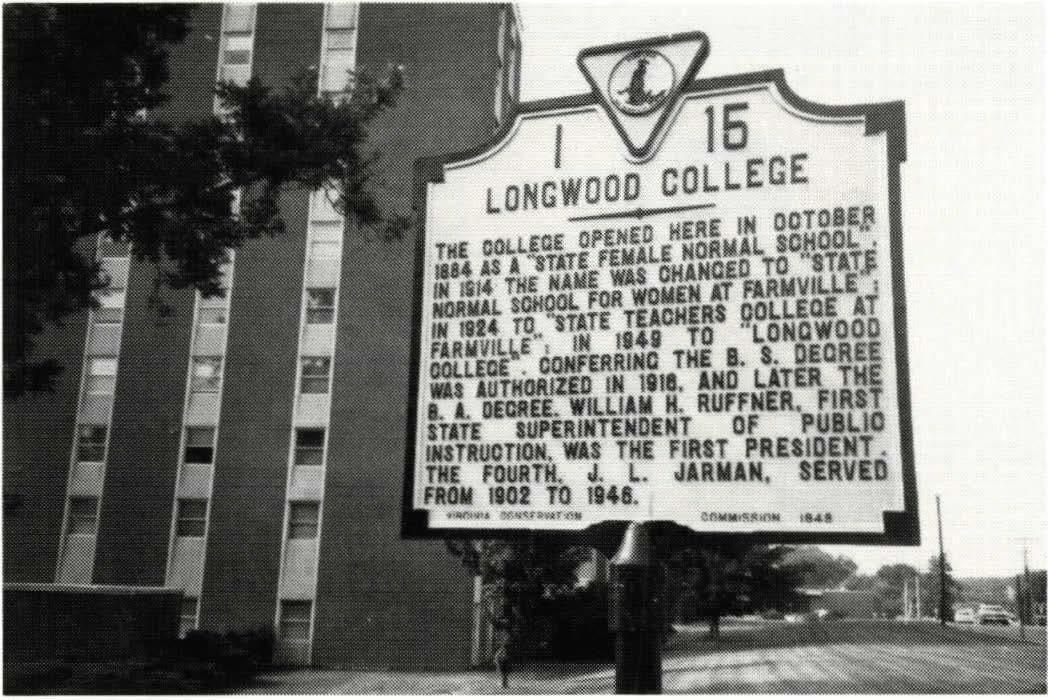 I 15
LONGWOOD COLLEGE
THE COLLEGE OPENED HERE IN OCTOBER
1884 AS A "STATE FEMALE NORMAL SCHOOL".
IN 1914 THE NAME WAS CHANGED TO "STATE
NORMAL SCHOOL FOR WOMEN AT FARMVILLE";
IN 1924 TO "STATE TEACHERS COLLEGE AT
FARMVILLE"; IN 1949 TO "LONGWOOD
COLLEGE". CONFERRING THE B. S. DEGREE
WAS AUTHORIZED IN 1916, AND LATER THE
B. A. DEGREE. WILLIAM H. RUFFNER, FIRST
STATE SUPERINTENDENT OF PUBLIC
INSTRUCTION, WAS THE FIRST PRESIDENT.
THE FOURTH, J. L. JARMAN, SERVED
FROM 1902 TO 1946.
VIRGINIA CONSERVATION COMMISSION